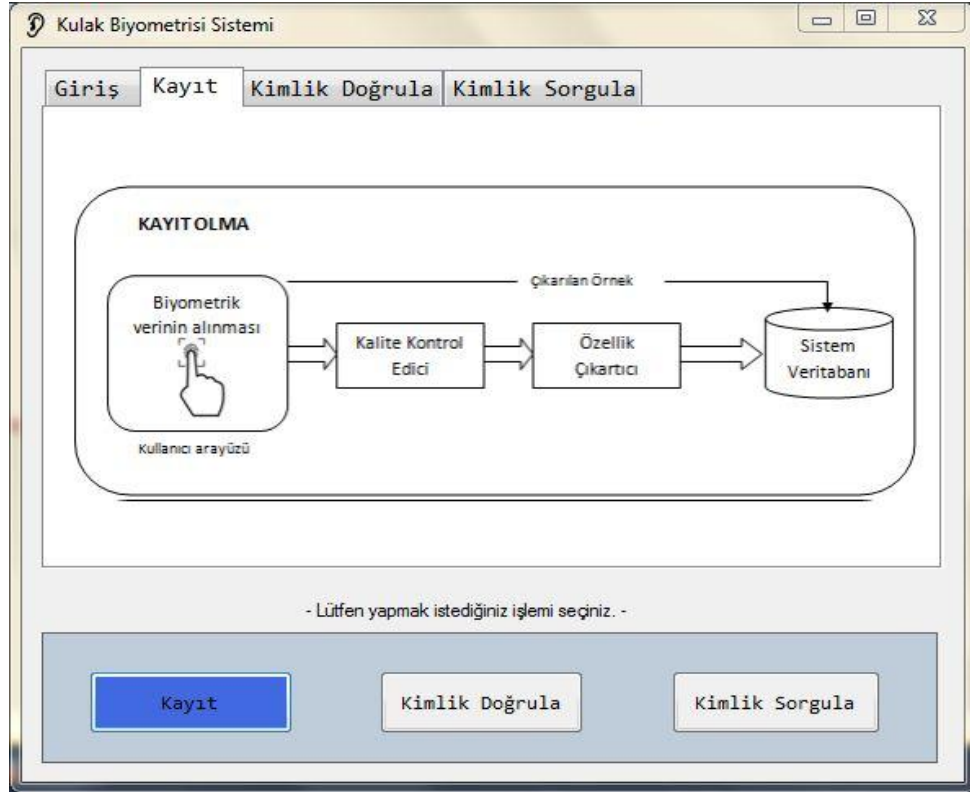 Kulak Biyometrisi Sistemi
Giriş Kayıt Kimlik Doğrula Kimlik Sorgula
KAYIT OLMA
Çıkarılan Örnek
Biyometrik
verinin alınması
Kalite Kontrol
Edici
Özellik
Çıkartıcı
Sistem
Veritabanı
Kullanıcı arayüzü
- Lütfen yapmak istediğiniz işlemi seçiniz. -
Kayıt Kimlik Doğrula Kimlik Sorgula